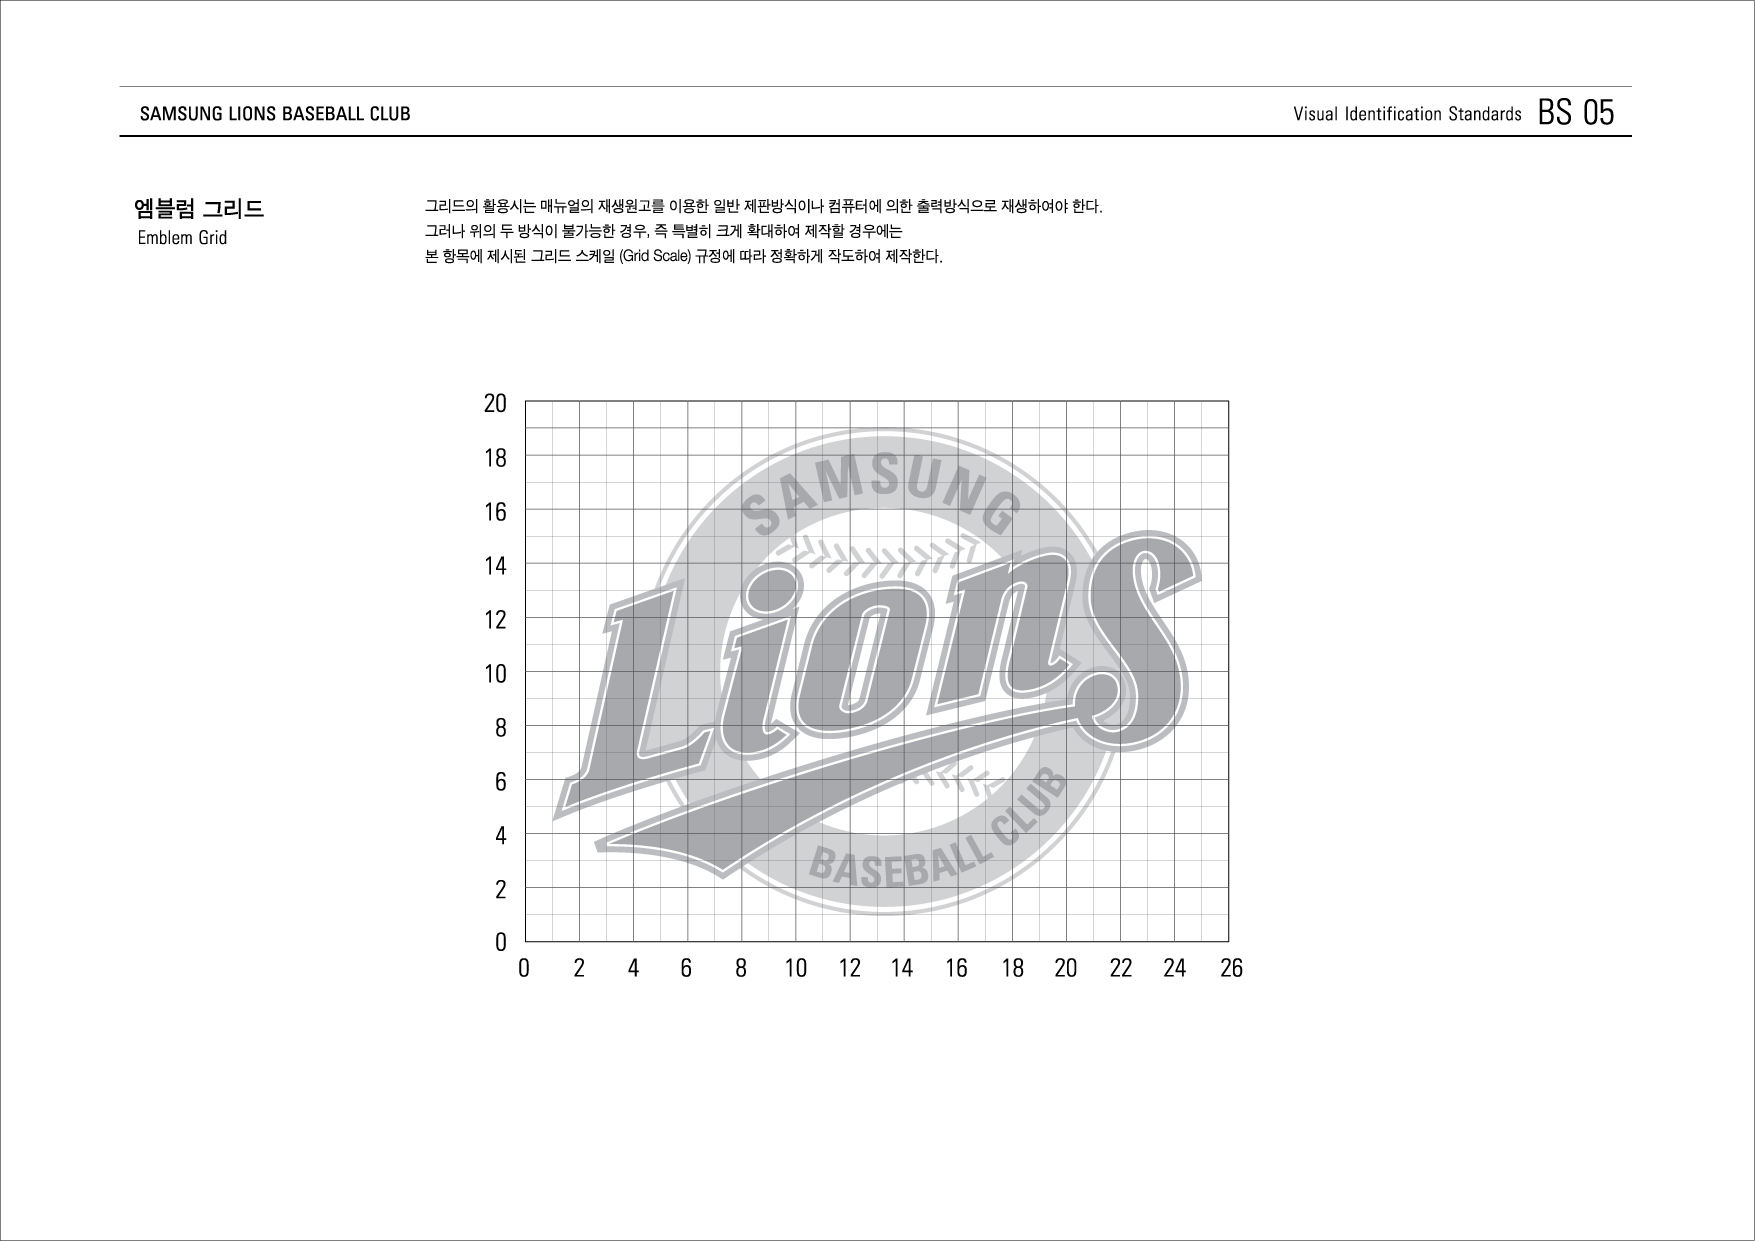 SAMSUNG LIONS BASEBALL CLUB
Visual Identification Standards BS 05
엠블럼 그리드
Emblem Grid
그리드의 활용시는 매뉴얼의 재생원고를 이용한 일반 제판방식이나 컴퓨터에 의한 출력방식으로 재생하여야 한다.
그러나 위의 두 방식이 불가능한 경우, 즉 특별히 크게 확대하여 제작할 경우에는
본 항목에 제시된 그리드 스케일 (Grid Scale) 규정에 따라 정확하게 작도하여 제작한다.
20
18
16
14
12
10
8
6
4
2
0
SAMSUNG
Lions
BASEBALL CLUB
0 2 4 6 8 10 12 14 16 18 20 22 24 26